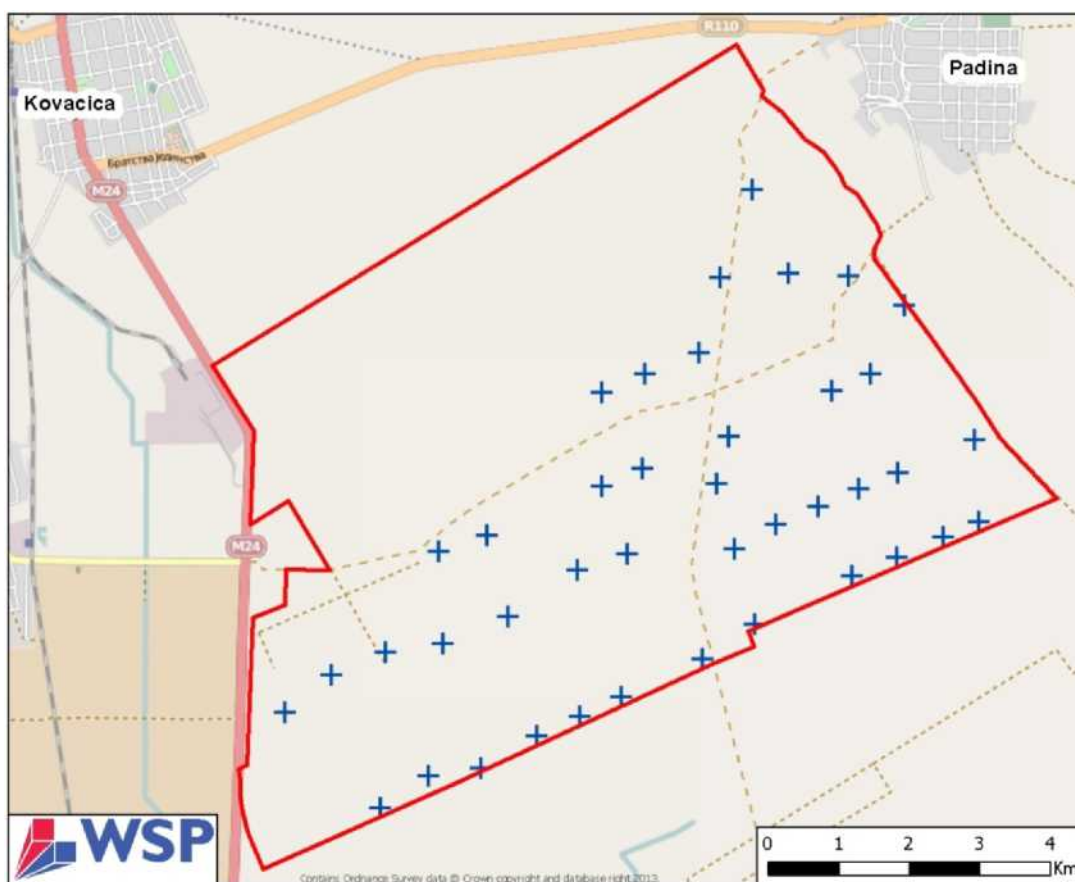 R110
Padina
Kovacica
Братства јединства
M24
M24
WSP
0 1 2 3 4
Km
Contains Ordnance Survey data © Crown copyright and database right 2013.